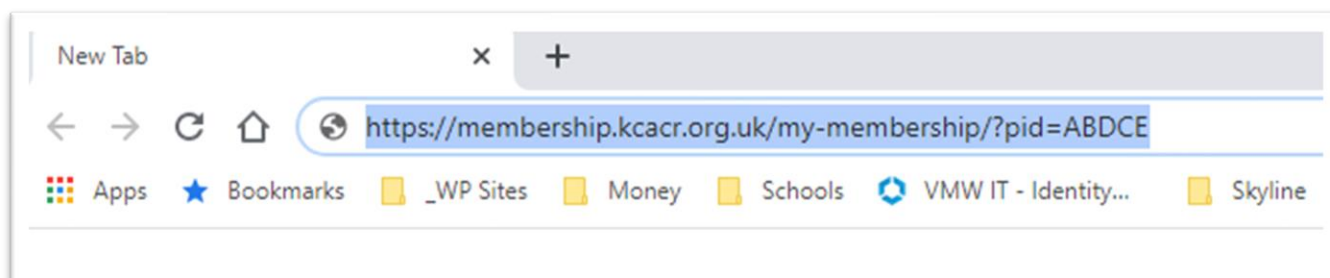 New Tab
https://membership.kcacr.org.uk/my-membership/?pid=ABDCE
Apps Bookmarks _WP Sites Money Schools VMW IT - Identity... Skyline